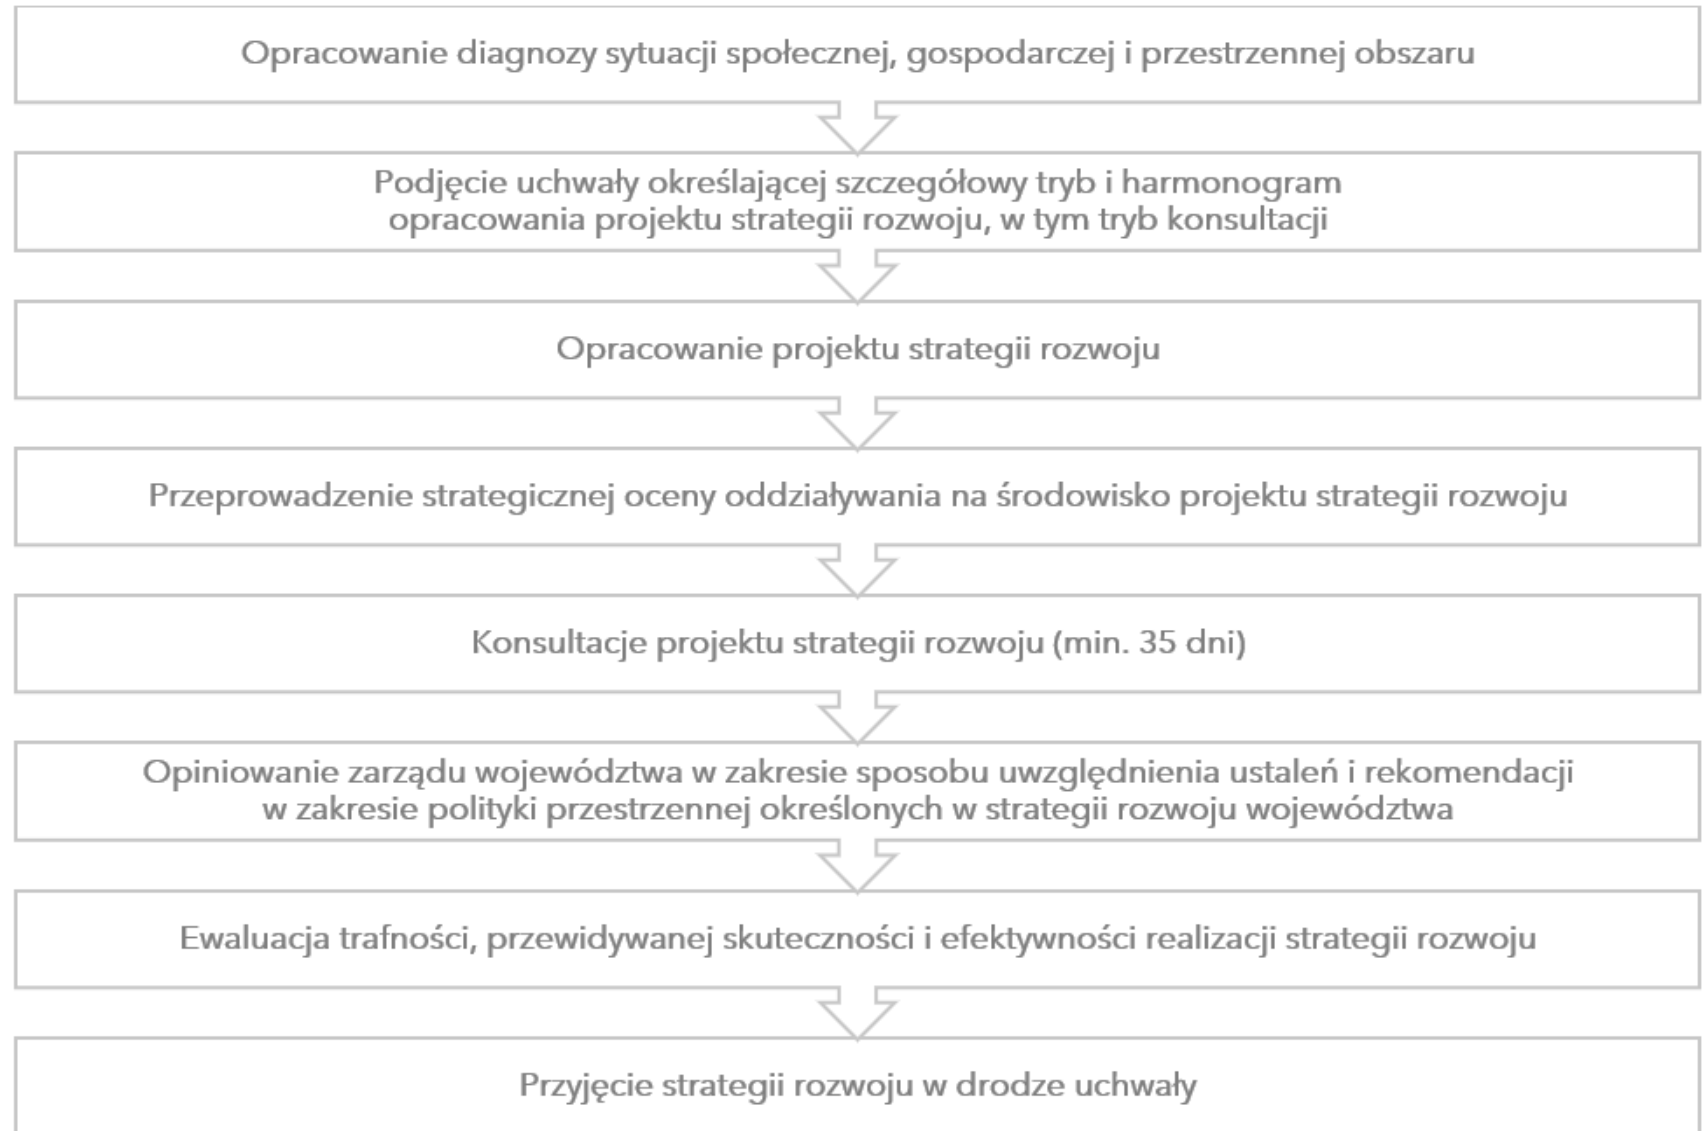 Opracowanie diagnozy sytuacji społecznej, gospodarczej i przestrzennej obszaru
Podjęcie uchwały określającej szczegółowy tryb i harmonogram
opracowania projektu strategii rozwoju, w tym tryb konsultacji
Opracowanie projektu strategii rozwoju
Przeprowadzenie strategicznej oceny oddziaływania na środowisko projektu strategii rozwoju
Konsultacje projektu strategii rozwoju (min. 35 dni)
Opiniowanie zarządu województwa w zakresie sposobu uwzględnienia ustaleń i rekomendacji
w zakresie polityki przestrzennej określonych w strategii rozwoju województwa
Ewaluacja trafności, przewidywanej skuteczności i efektywności realizacji strategii rozwoju
Przyjęcie strategii rozwoju w drodze uchwały